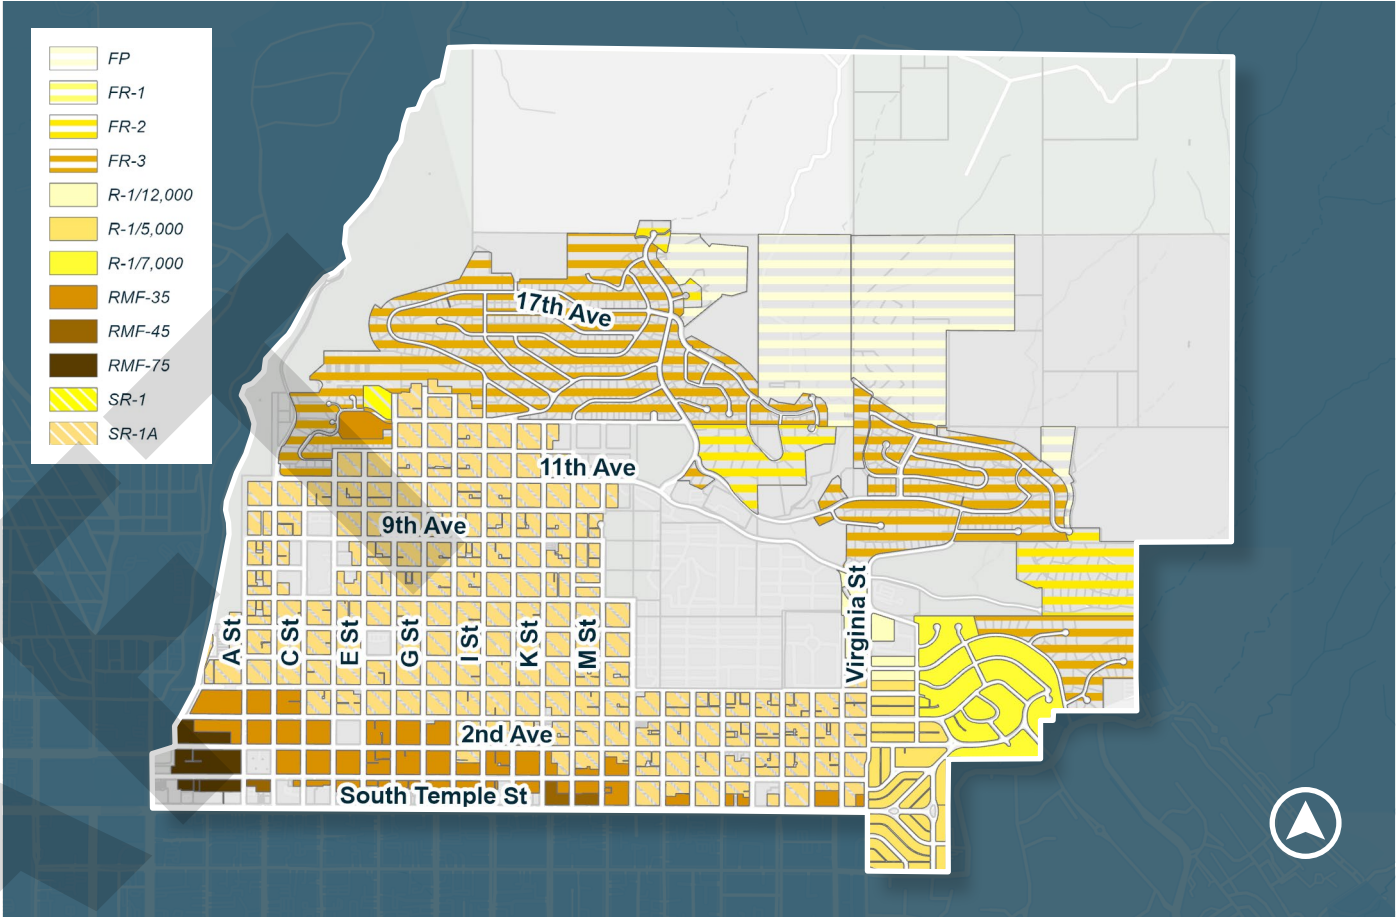 FP
FR-1
FR-2
FR-3
R-1/12,000
R-1/5,000
R-1/7,000
RMF-35
RMF-45
RMF-75
SR-1
SR-1A
17th Ave
11th Ave
9th Ave
A St
C St
E St
G St
I St
K St
M St
Virginia St
2nd Ave
South Temple St